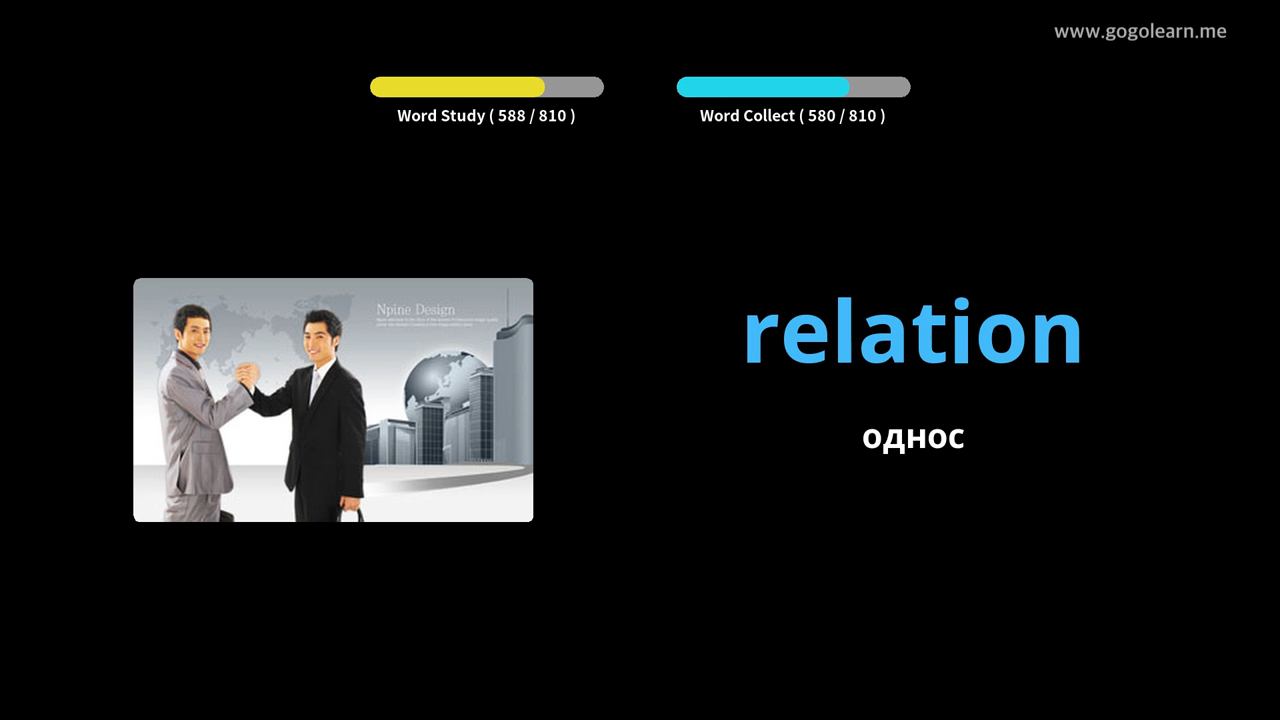 www.gogolearn.me
Word Study ( 588 / 810 )
Word Collect ( 580 / 810 )
Npine Design
relation
однос